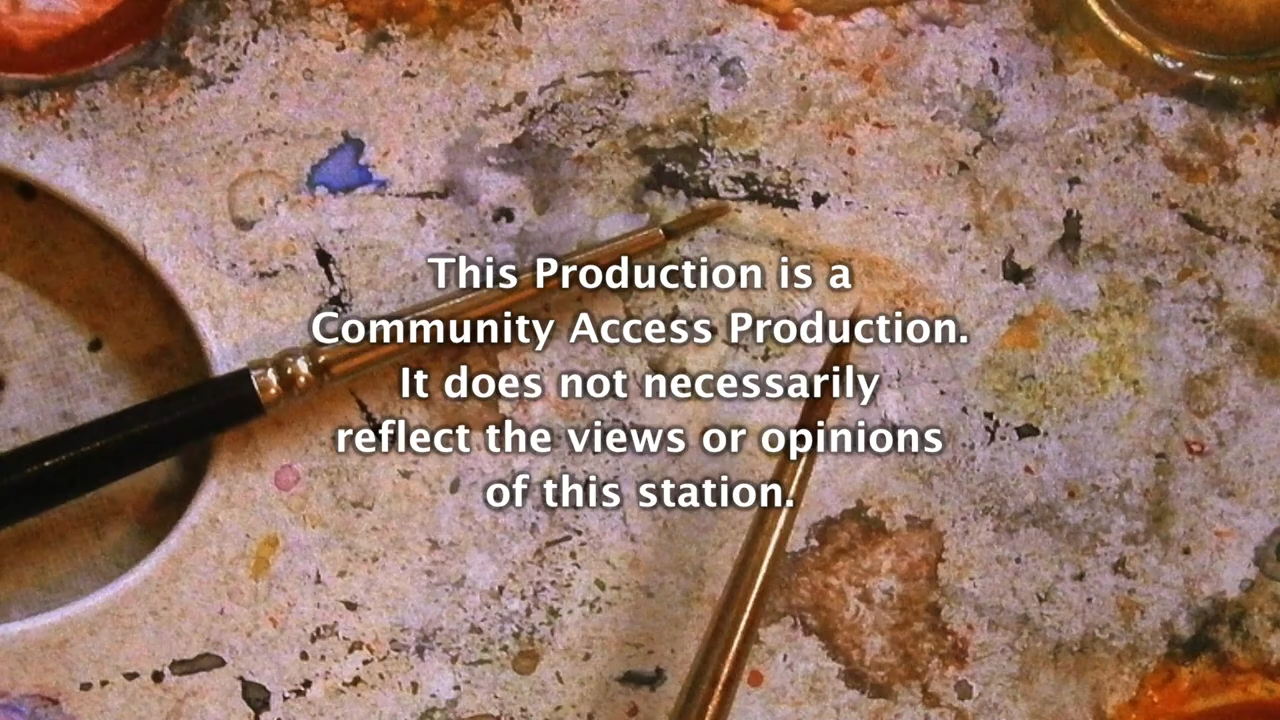 This Production is a
Community Access Production.
It does not necessarily
reflect the views or opinions
of this station.